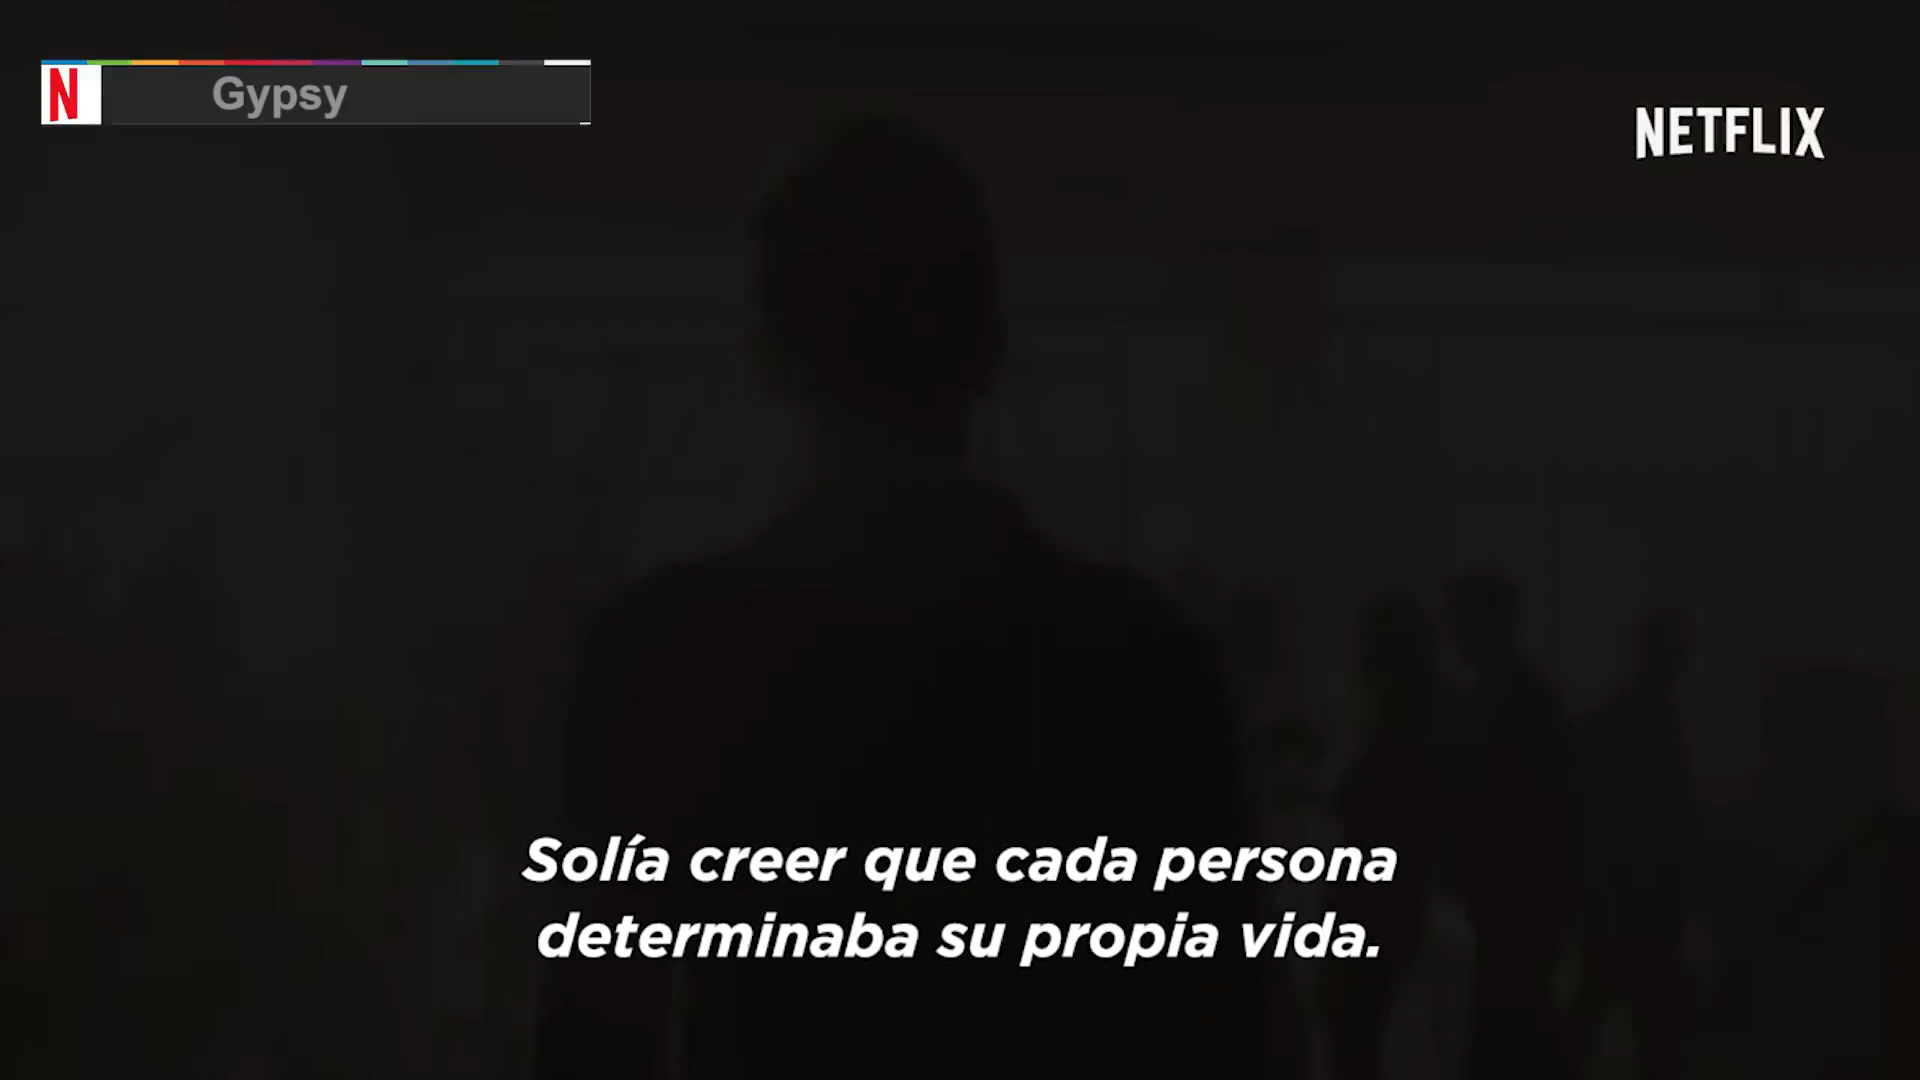 N Gypsy
NETFLIX
Solía creer que cada persona
determinaba su propia vida.